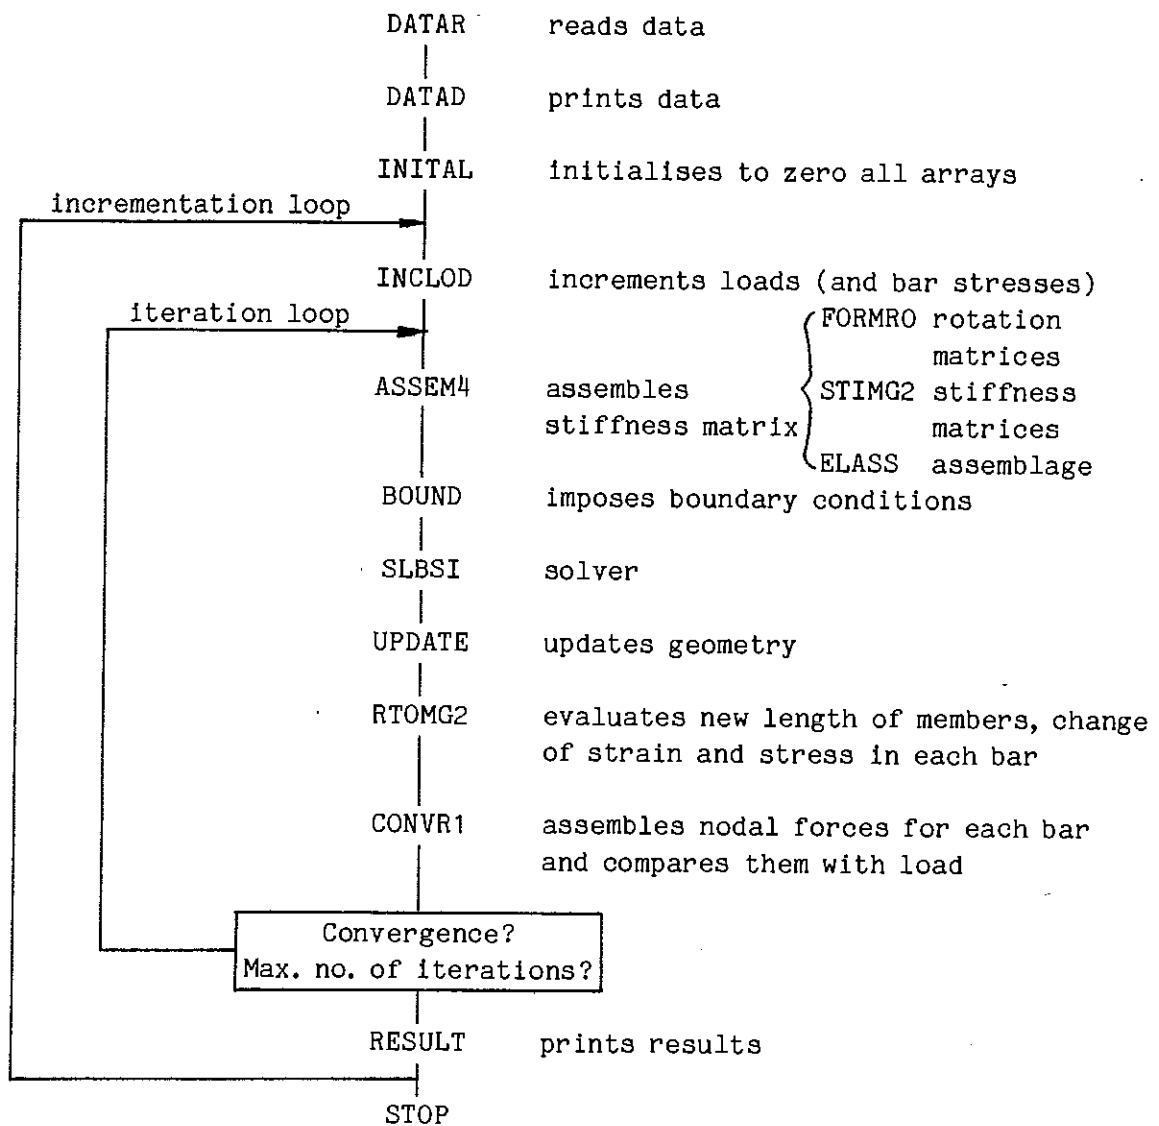 DATAR reads data
DATAD prints data
INITAL initialises to zero all arrays
incrementation loop
INCLOD increments loads (and bar stresses)
iteration loop
FORMRO rotation
matrices
ASSEM4 assembles STIMG2 stiffness
stiffness matrix matrices
ELASS assemblage
BOUND imposes boundary conditions
SLBSI solver
UPDATE updates geometry
RTOMG2 evaluates new length of members, change
of strain and stress in each bar
CONVR1 assembles nodal forces for each bar
and compares them with load
Convergence?
Max. no. of iterations?
RESULT prints results
STOP